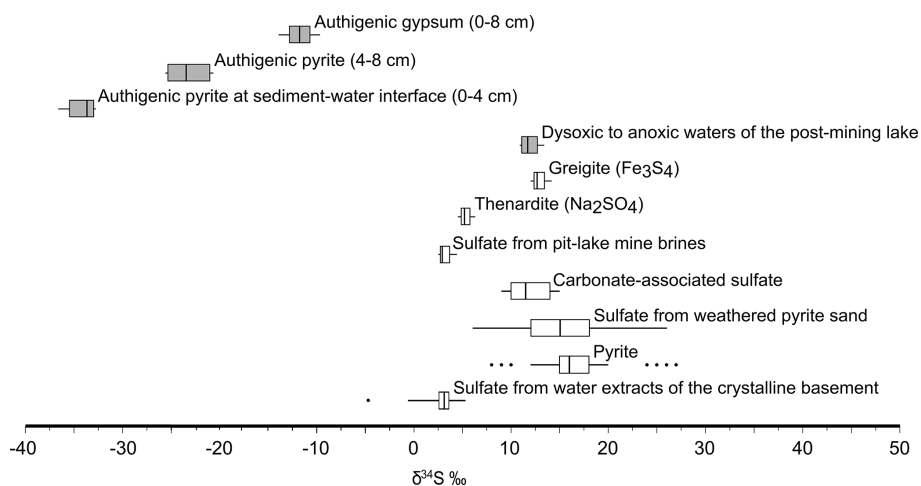 Authigenic gypsum (0-8 cm)
Authigenic pyrite (4-8 cm)
Authigenic pyrite at sediment-water interface (0-4 cm)
Dysoxic to anoxic waters of the post-mining lake
Greigite (Fe3S4)
Thenardite (Na2SO4)
Sulfate from pit-lake mine brines
Carbonate-associated sulfate
Sulfate from weathered pyrite sand
Pyrite
Sulfate from water extracts of the crystalline basement
-40 -30 -20 -10 0 10 20 30 40 50
δ34S ‰